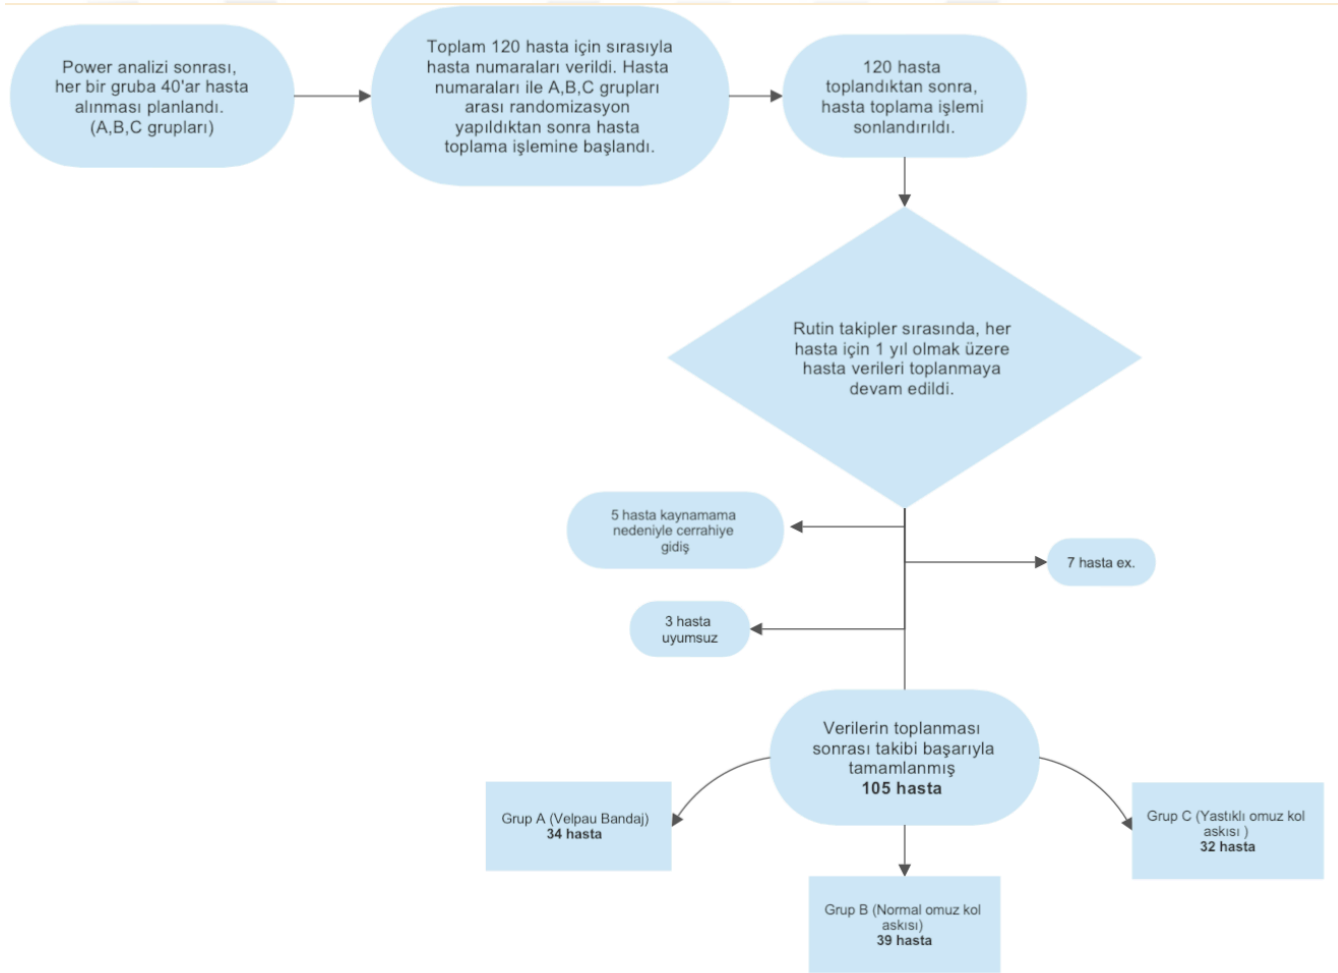 Power analizi sonrası,
her bir gruba 40'ar hasta
alınması planlandı.
(A,B,C grupları)
Toplam 120 hasta için sırasıyla
hasta numaraları verildi. Hasta
numaraları ile A,B,C grupları
arası randomizasyon
yapıldıktan sonra hasta
toplama işlemine başlandı.
120 hasta
toplandıktan sonra,
hasta toplama işlemi
sonlandırıldı.
Rutin takipler sırasında, her
hasta için 1 yıl olmak üzere
hasta verileri toplanmaya
devam edildi.
5 hasta kaynamama
nedeniyle cerrahiye
gidiş
7 hasta ex.
3 hasta
uyumsuz
Verilerin toplanması
sonrası takibi başarıyla
tamamlanmış
105 hasta
Grup A (Velpau Bandaj)
34 hasta
Grup B (Normal omuz kol
askısı)
39 hasta
Grup C (Yastıklı omuz kol
askısı )
32 hasta